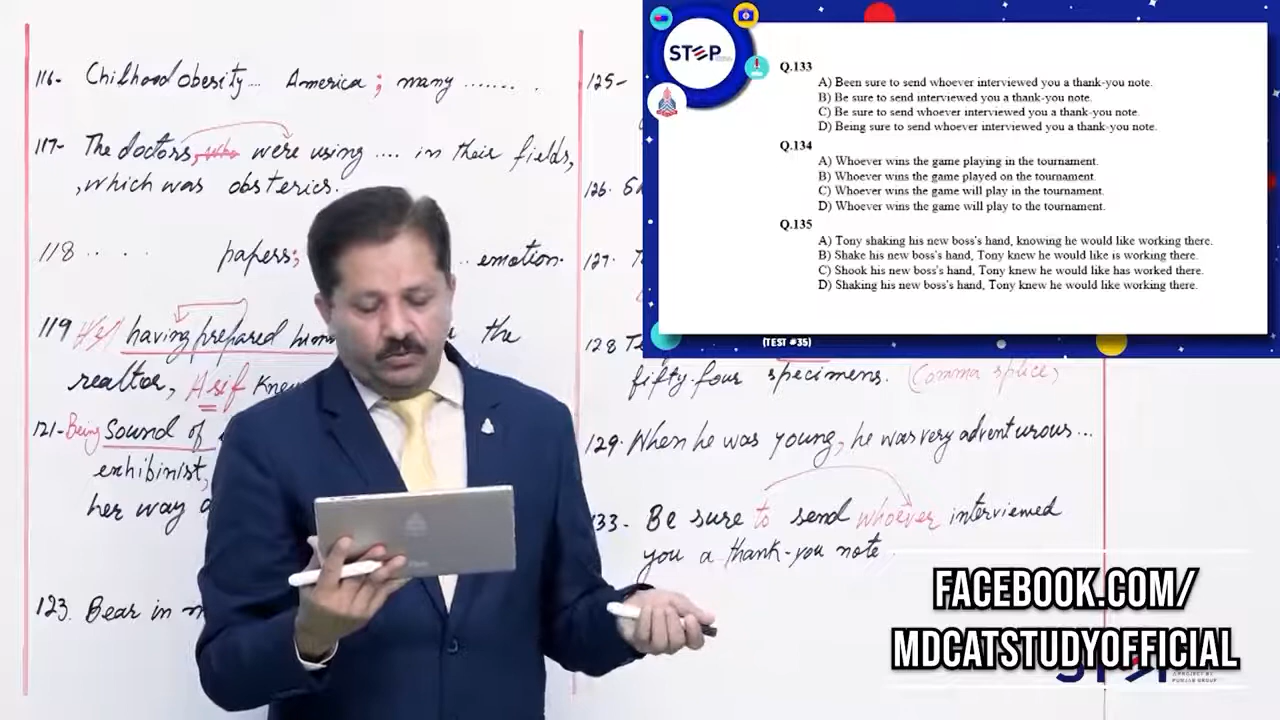 116- Chilhood obesity... America ; many .......
117- The doctors, who were using .... in their fields,
, which was obsterics.
118 .. . . papers; .. emotion.
119 having prepared him the
realtor, Asif Knew
121- Being sound of
exhibinist,
her way a
123. Bear in m
125-
126.
127.
128
fifty-four specimens. (Comma splice,
129. When he was young, he was very adventurous...
133- Be sure to send whoever interviewed
you a thank-you note.
STEP
Q.133
A) Been sure to send whoever interviewed you a thank-you note.
B) Be sure to send interviewed you a thank-you note.
C) Be sure to send whoever interviewed you a thank-you note.
D) Being sure to send whoever interviewed you a thank-you note.
Q.134
A) Whoever wins the game playing in the tournament.
B) Whoever wins the game played on the tournament.
C) Whoever wins the game will play in the tournament.
D) Whoever wins the game will play to the tournament.
Q.135
A) Tony shaking his new boss's hand, knowing he would like working there.
B) Shake his new boss's hand, Tony knew he would like is working there.
C) Shook his new boss's hand, Tony knew he would like has worked there.
D) Shaking his new boss's hand, Tony knew he would like working there.
(TEST #35)
FACEBOOK.COM/
MDCATSTUDYOFFICIAL
A PROJECT BY
PUNJAB GROUP